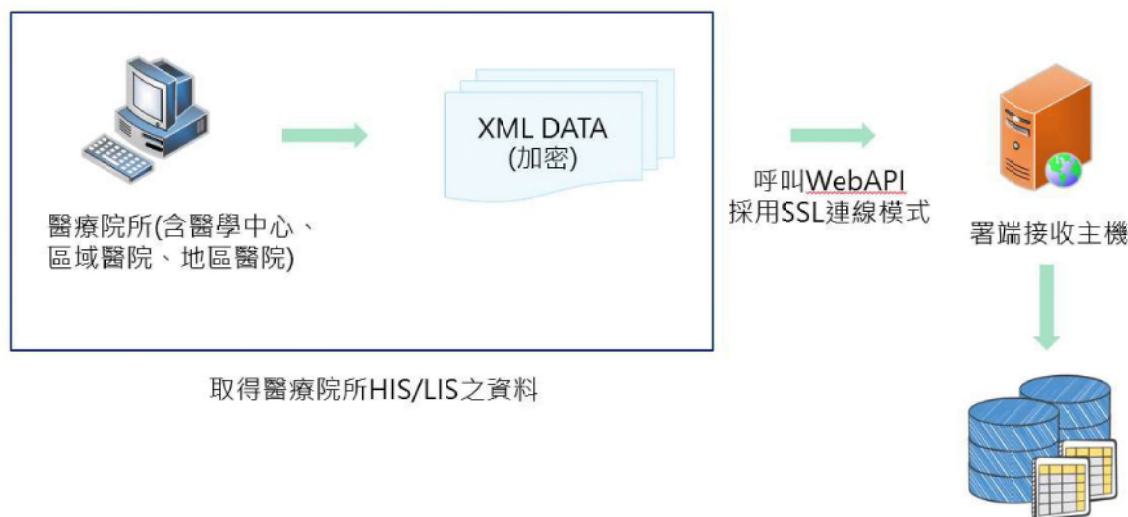 XML DATA
(加密)
醫療院所(含醫學中心、
區域醫院、地區醫院)
呼叫WebAPI
採用SSL連線模式
署端接收主機
取得醫療院所HIS/LIS之資料